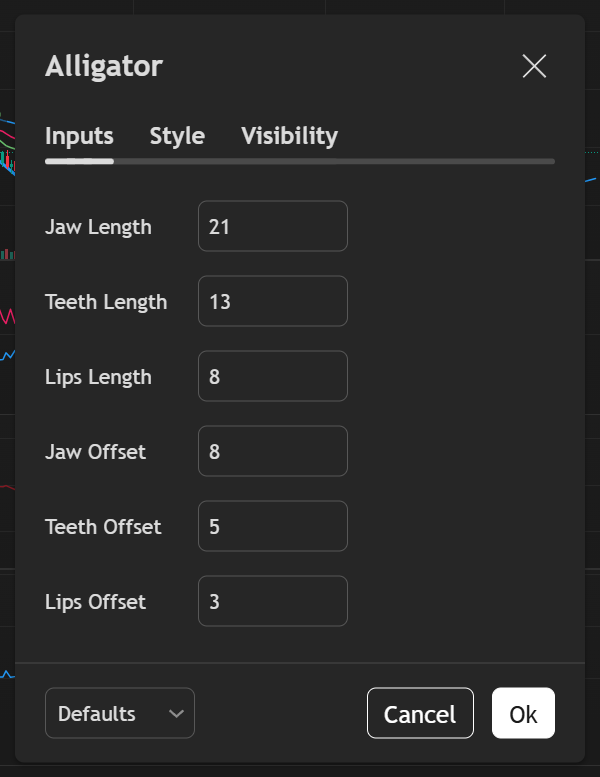 Alligator
Inputs Style Visibility
Jaw Length 21
Teeth Length 13
Lips Length 8
Jaw Offset 8
Teeth Offset 5
Lips Offset 3
Defaults Cancel Ok